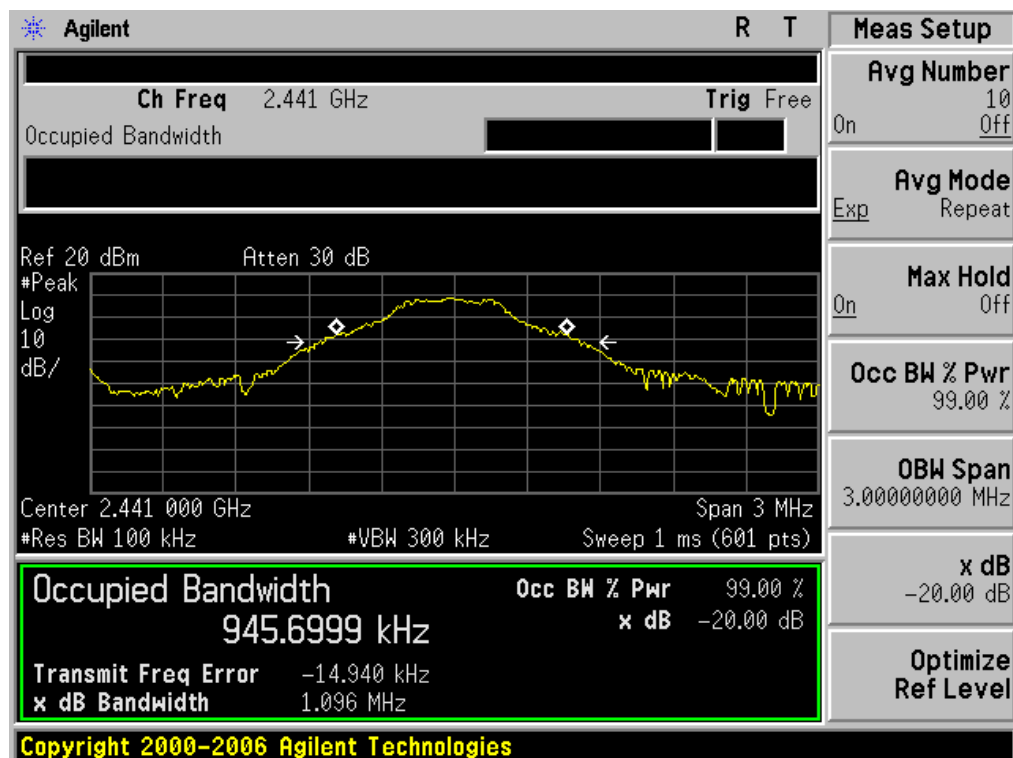 Agilent R T
Ch Freq 2.441 GHz Trig Free
Occupied Bandwidth
Ref 20 dBm Atten 30 dB
#Peak
Log
10
dB/
Center 2.441 000 GHz Span 3 MHz
#Res BW 100 kHz #VBW 300 kHz Sweep 1 ms (601 pts)
Occupied Bandwidth Occ BW % Pwr 99.00 %
945.6999 kHz x dB -20.00 dB
Transmit Freq Error -14.940 kHz
x dB Bandwidth 1.096 MHz
Copyright 2000-2006 Agilent Technologies
Meas Setup
Avg Number
10
On Off
Avg Mode
Exp Repeat
Max Hold
On Off
Occ BW % Pwr
99.00 %
OBW Span
3.00000000 MHz
x dB
-20.00 dB
Optimize
Ref Level